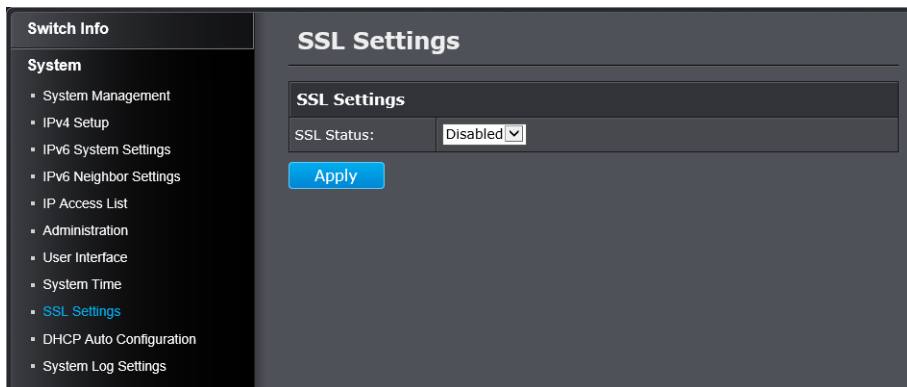 Switch Info
System
System Management
IPv4 Setup
IPv6 System Settings
IPv6 Neighbor Settings
IP Access List
Administration
User Interface
System Time
SSL Settings
DHCP Auto Configuration
System Log Settings
SSL Settings
SSL Settings
SSL Status: Disabled
Apply